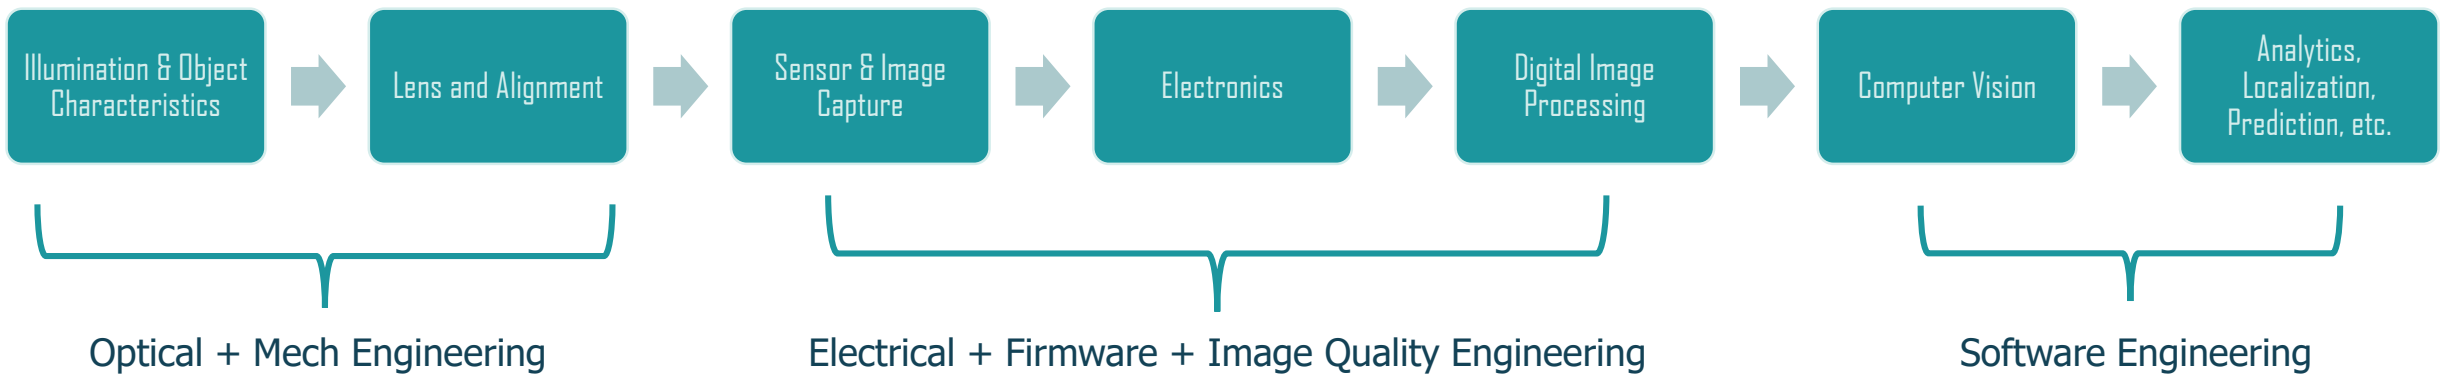 Illumination & Object
Characteristics
Lens and Alignment
Sensor & Image
Capture
Electronics
Digital Image
Processing
Computer Vision
Analytics,
Localization,
Prediction, etc.
Optical + Mech Engineering
Electrical + Firmware + Image Quality Engineering
Software Engineering